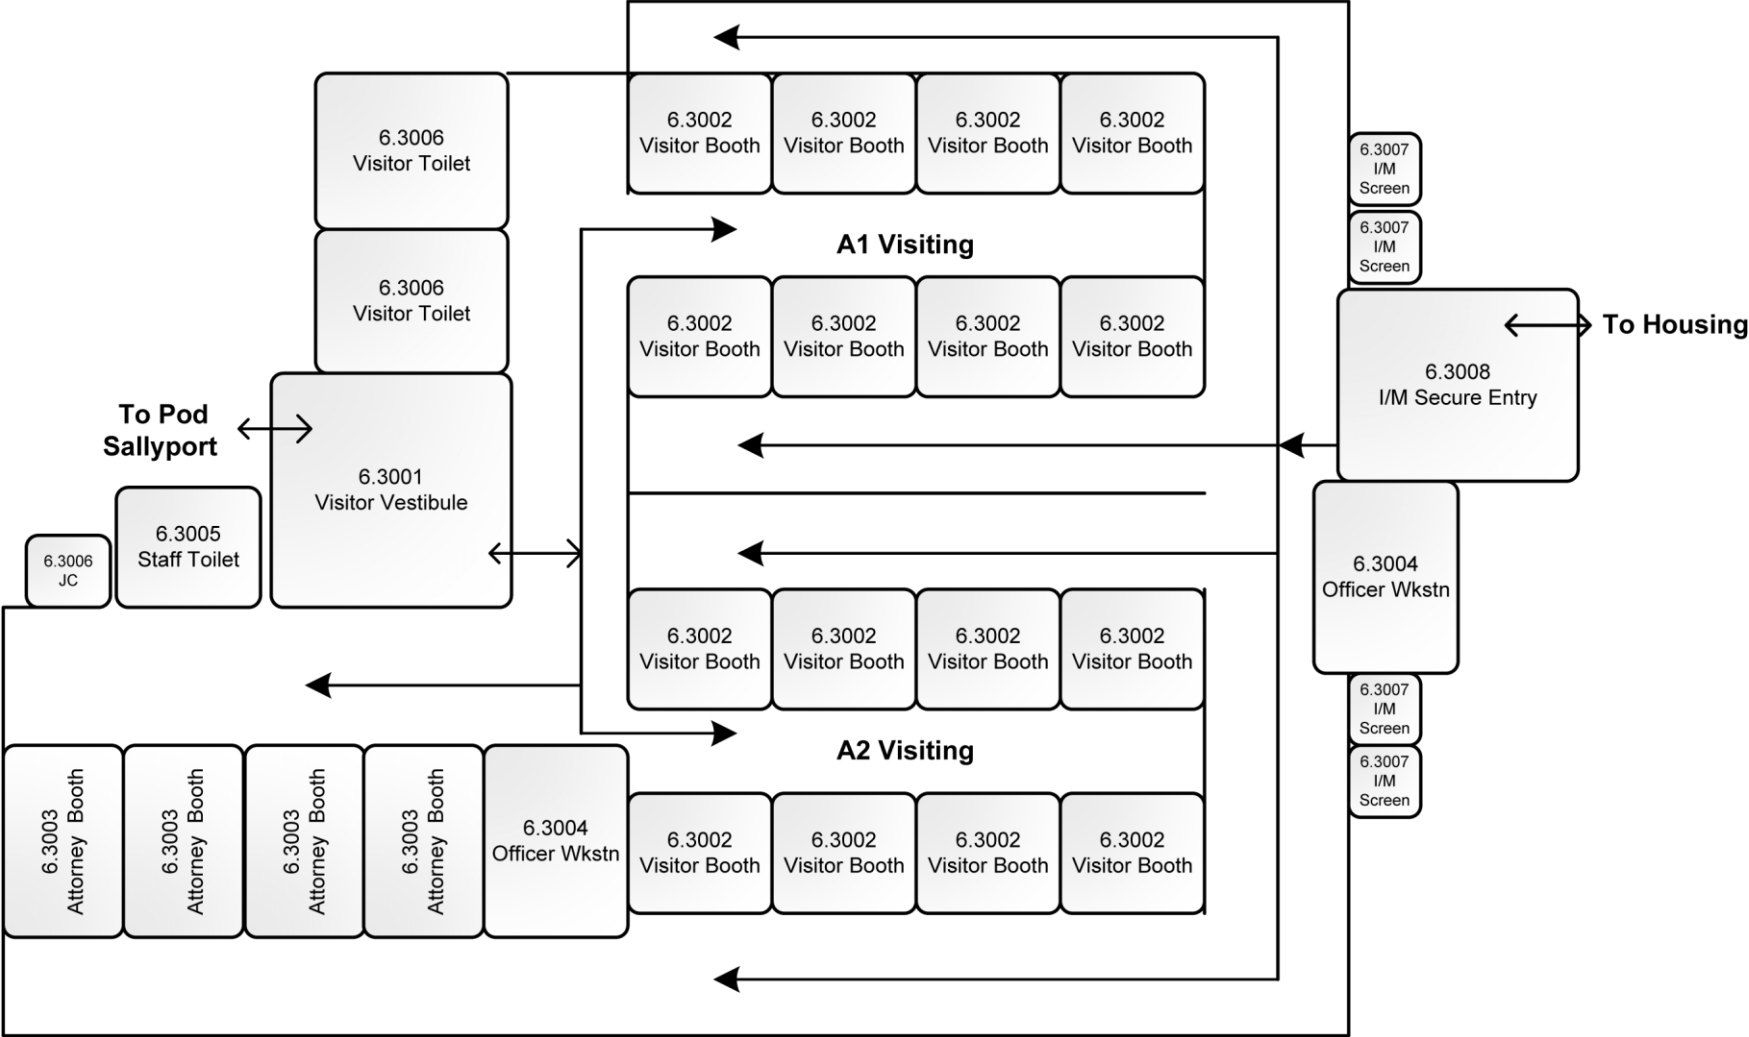 6.3006
Visitor Toilet
6.3002
Visitor Booth
6.3002
Visitor Booth
6.3002
Visitor Booth
6.3002
Visitor Booth
6.3007
I/M
Screen
6.3007
I/M
Screen
A1 Visiting
6.3006
Visitor Toilet
6.3002
Visitor Booth
6.3002
Visitor Booth
6.3002
Visitor Booth
6.3002
Visitor Booth
To Housing
6.3008
I/M Secure Entry
To Pod
Sallyport
6.3001
Visitor Vestibule
6.3005
Staff Toilet
6.3006
JC
6.3004
Officer Wkstn
6.3002
Visitor Booth
6.3002
Visitor Booth
6.3002
Visitor Booth
6.3002
Visitor Booth
6.3007
I/M
Screen
A2 Visiting
6.3007
I/M
Screen
6.3003
Attorney Booth
6.3003
Attorney Booth
6.3003
Attorney Booth
6.3003
Attorney Booth
6.3004
Officer Wkstn
6.3002
Visitor Booth
6.3002
Visitor Booth
6.3002
Visitor Booth
6.3002
Visitor Booth